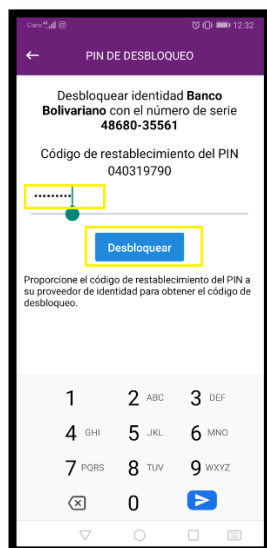 Claro 12:32
PIN DE DESBLOQUEO
Desbloquear identidad Banco
Bolivariano con el número de serie
48680-35561
Código de restablecimiento del PIN
040319790
•••••••••
Desbloquear
Proporcione el código de restablecimiento del PIN a
su proveedor de identidad para obtener el código de
desbloqueo.
1 2 ABC 3 DEF
4 GHI 5 JKL 6 MNO
7 PQRS 8 TUV 9 WXYZ
0